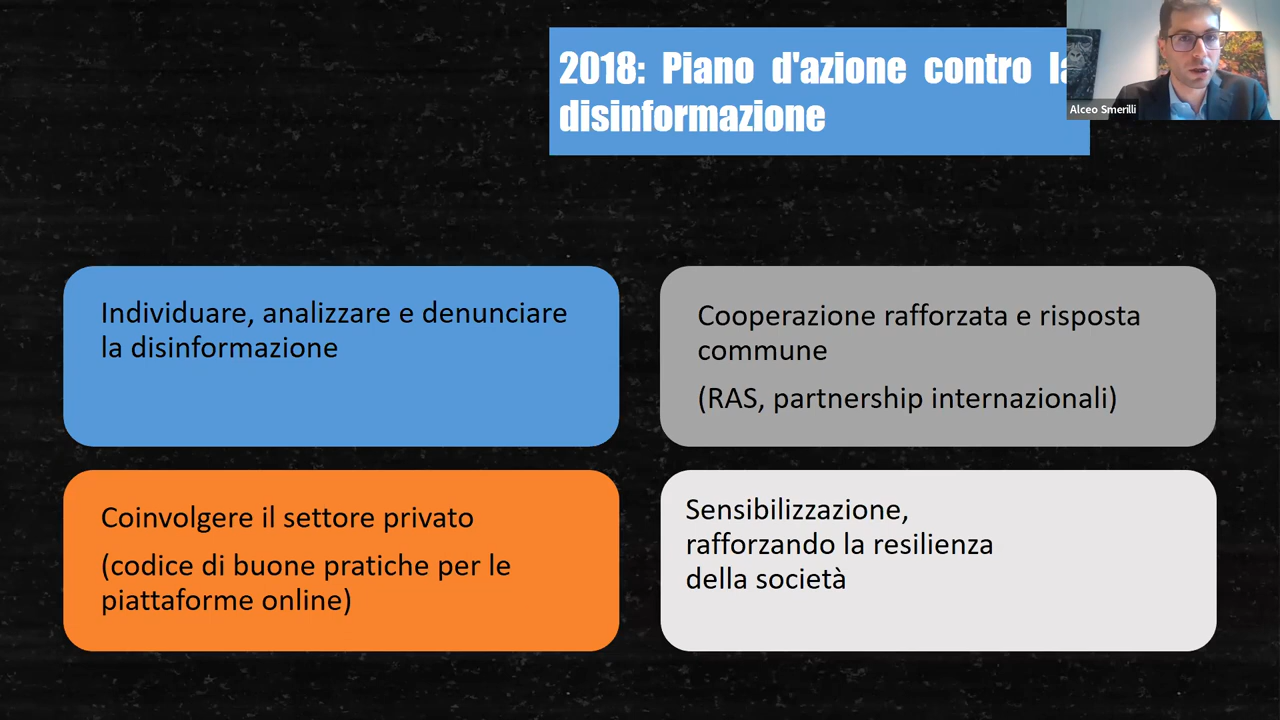 2018: Piano d'azione contro la
disinformazione
Alceo Smerilli
Individuare, analizzare e denunciare
la disinformazione
Cooperazione rafforzata e risposta
commune
(RAS, partnership internazionali)
Coinvolgere il settore privato
(codice di buone pratiche per le
piattaforme online)
Sensibilizzazione,
rafforzando la resilienza
della società